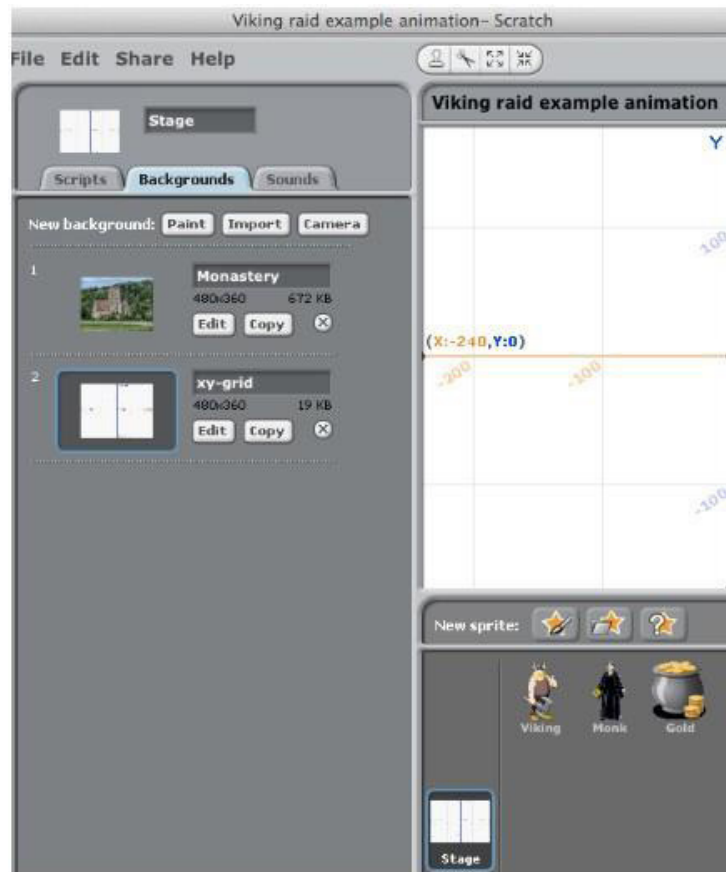 Viking raid example animation– Scratch
File Edit Share Help
Stage
Scripts Backgrounds Sounds
New background: Paint Import Camera
1
Monastery
480x360 672 KB
Edit Copy
2
xy-grid
480x360 19 KB
Edit Copy
Viking raid example animation
Y
100
(X:-240,Y:0)
-200 -100
-100
New sprite:
Viking Monk Gold
Stage